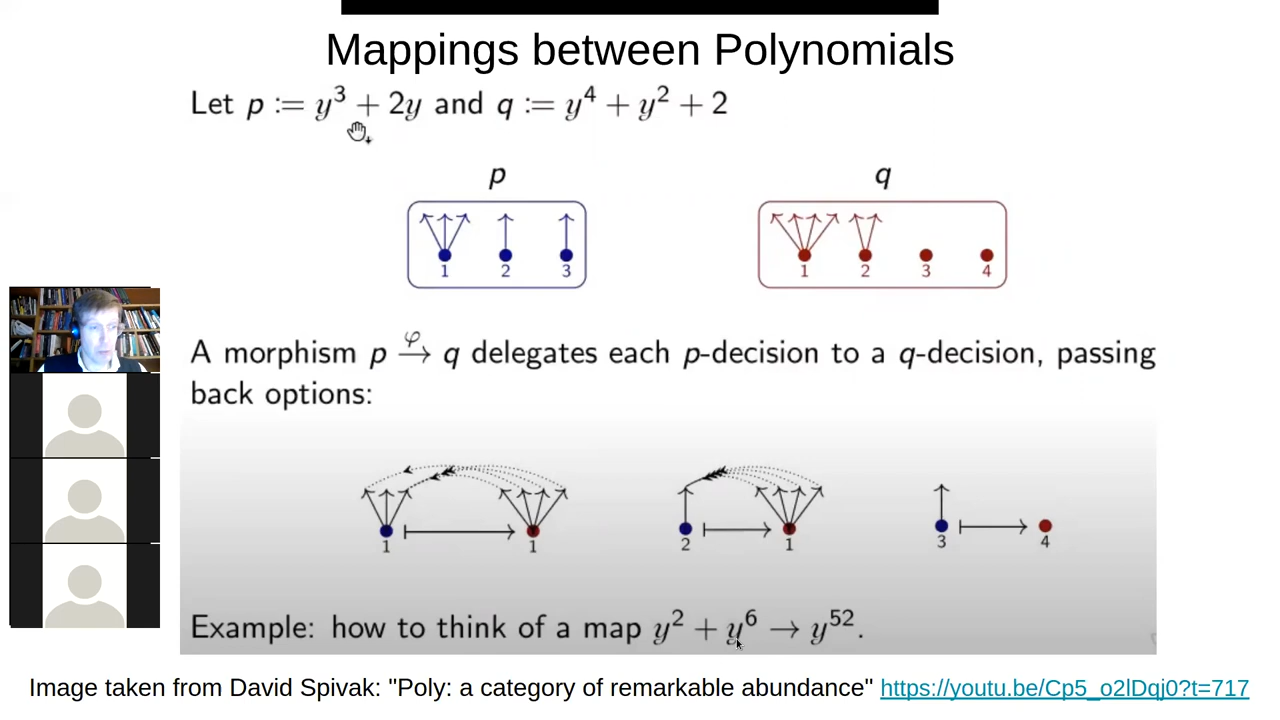 Mappings between Polynomials
Let p := y³ + 2y and q := y⁴ + y² + 2
p q
1 2 3 1 2 3 4
A morphism p →^φ q delegates each p-decision to a q-decision, passing
back options:
1 1 2 1 3 4
Example: how to think of a map y² + y⁶ → y⁵².
Image taken from David Spivak: "Poly: a category of remarkable abundance" https://youtu.be/Cp5_o2lDqj0?t=717